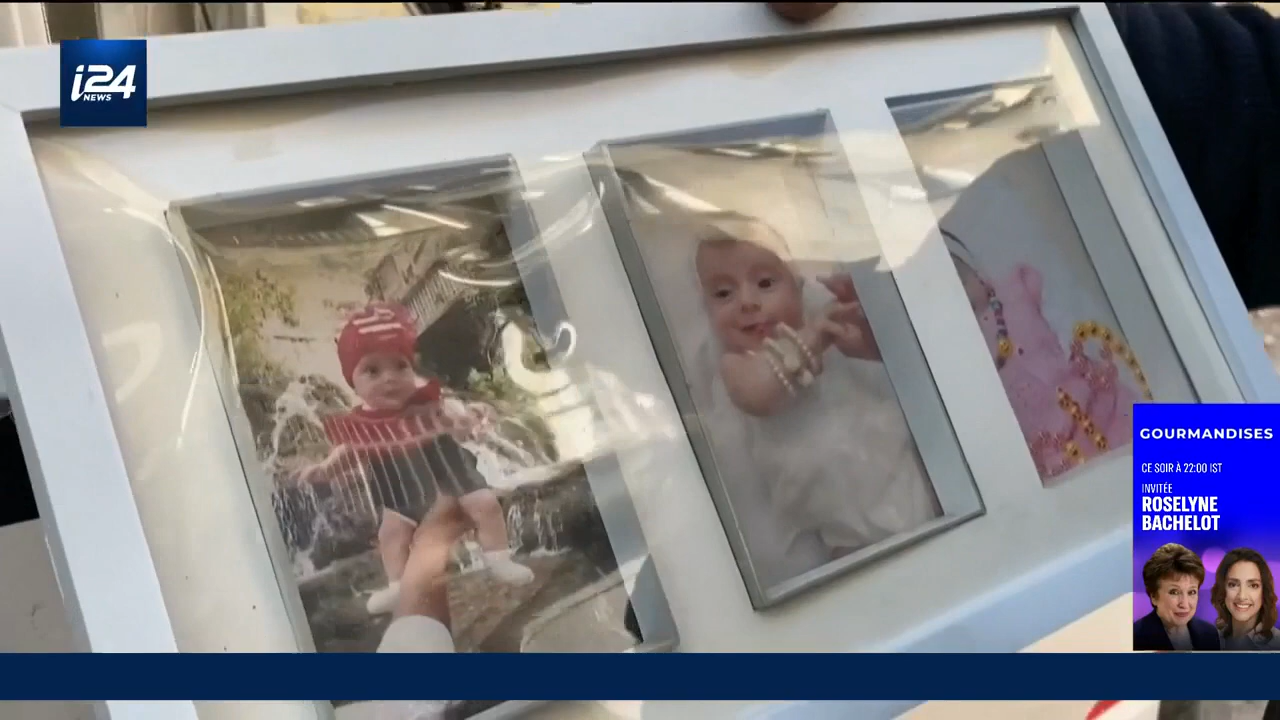 i24
NEWS
GOURMANDISES
CE SOIR À 22:00 IST
INVITÉE
ROSELYNE
BACHELOT